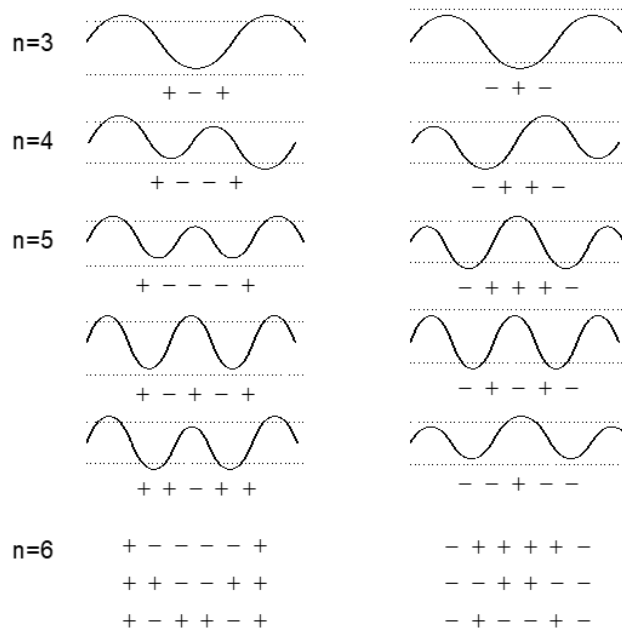 n=3
+ − + − + −
n=4
+ − − + − + + −
n=5
+ − − − + − + + + −
+ − + − + − + − + −
+ + − + + − − + − −
n=6
+ − − − − + − + + + + −
+ + − − + + − − + + − −
+ − + + − + − + − − + −